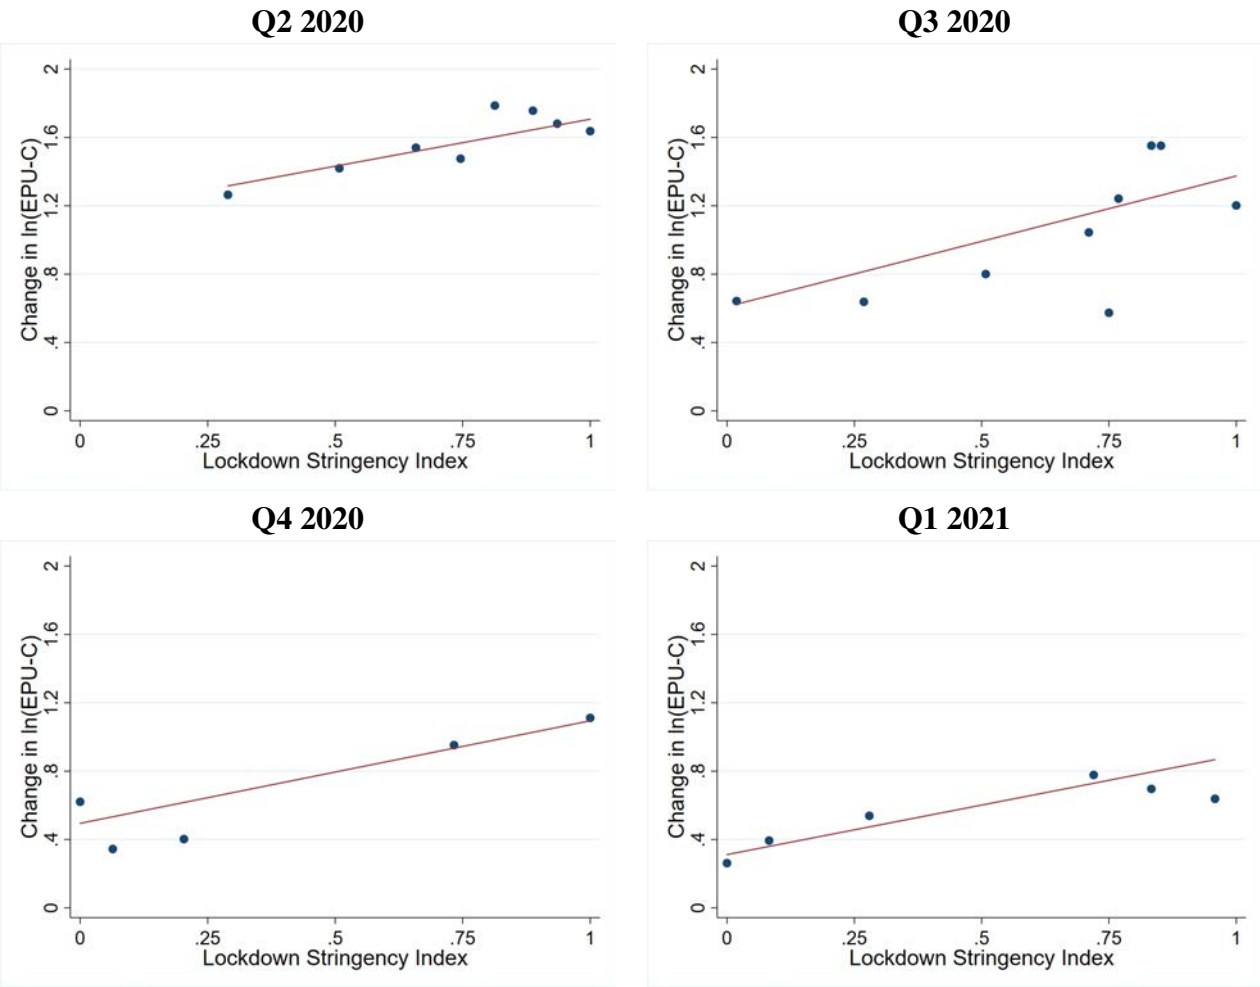 Q2 2020
Change in ln(EPU-C)
2
1.6
1.2
.8
.4
0
0 .25 .5 .75 1
Lockdown Stringency Index
Q3 2020
Change in ln(EPU-C)
2
1.6
1.2
.8
.4
0
0 .25 .5 .75 1
Lockdown Stringency Index
Q4 2020
Change in ln(EPU-C)
2
1.6
1.2
.8
.4
0
0 .25 .5 .75 1
Lockdown Stringency Index
Q1 2021
Change in ln(EPU-C)
2
1.6
1.2
.8
.4
0
0 .25 .5 .75 1
Lockdown Stringency Index